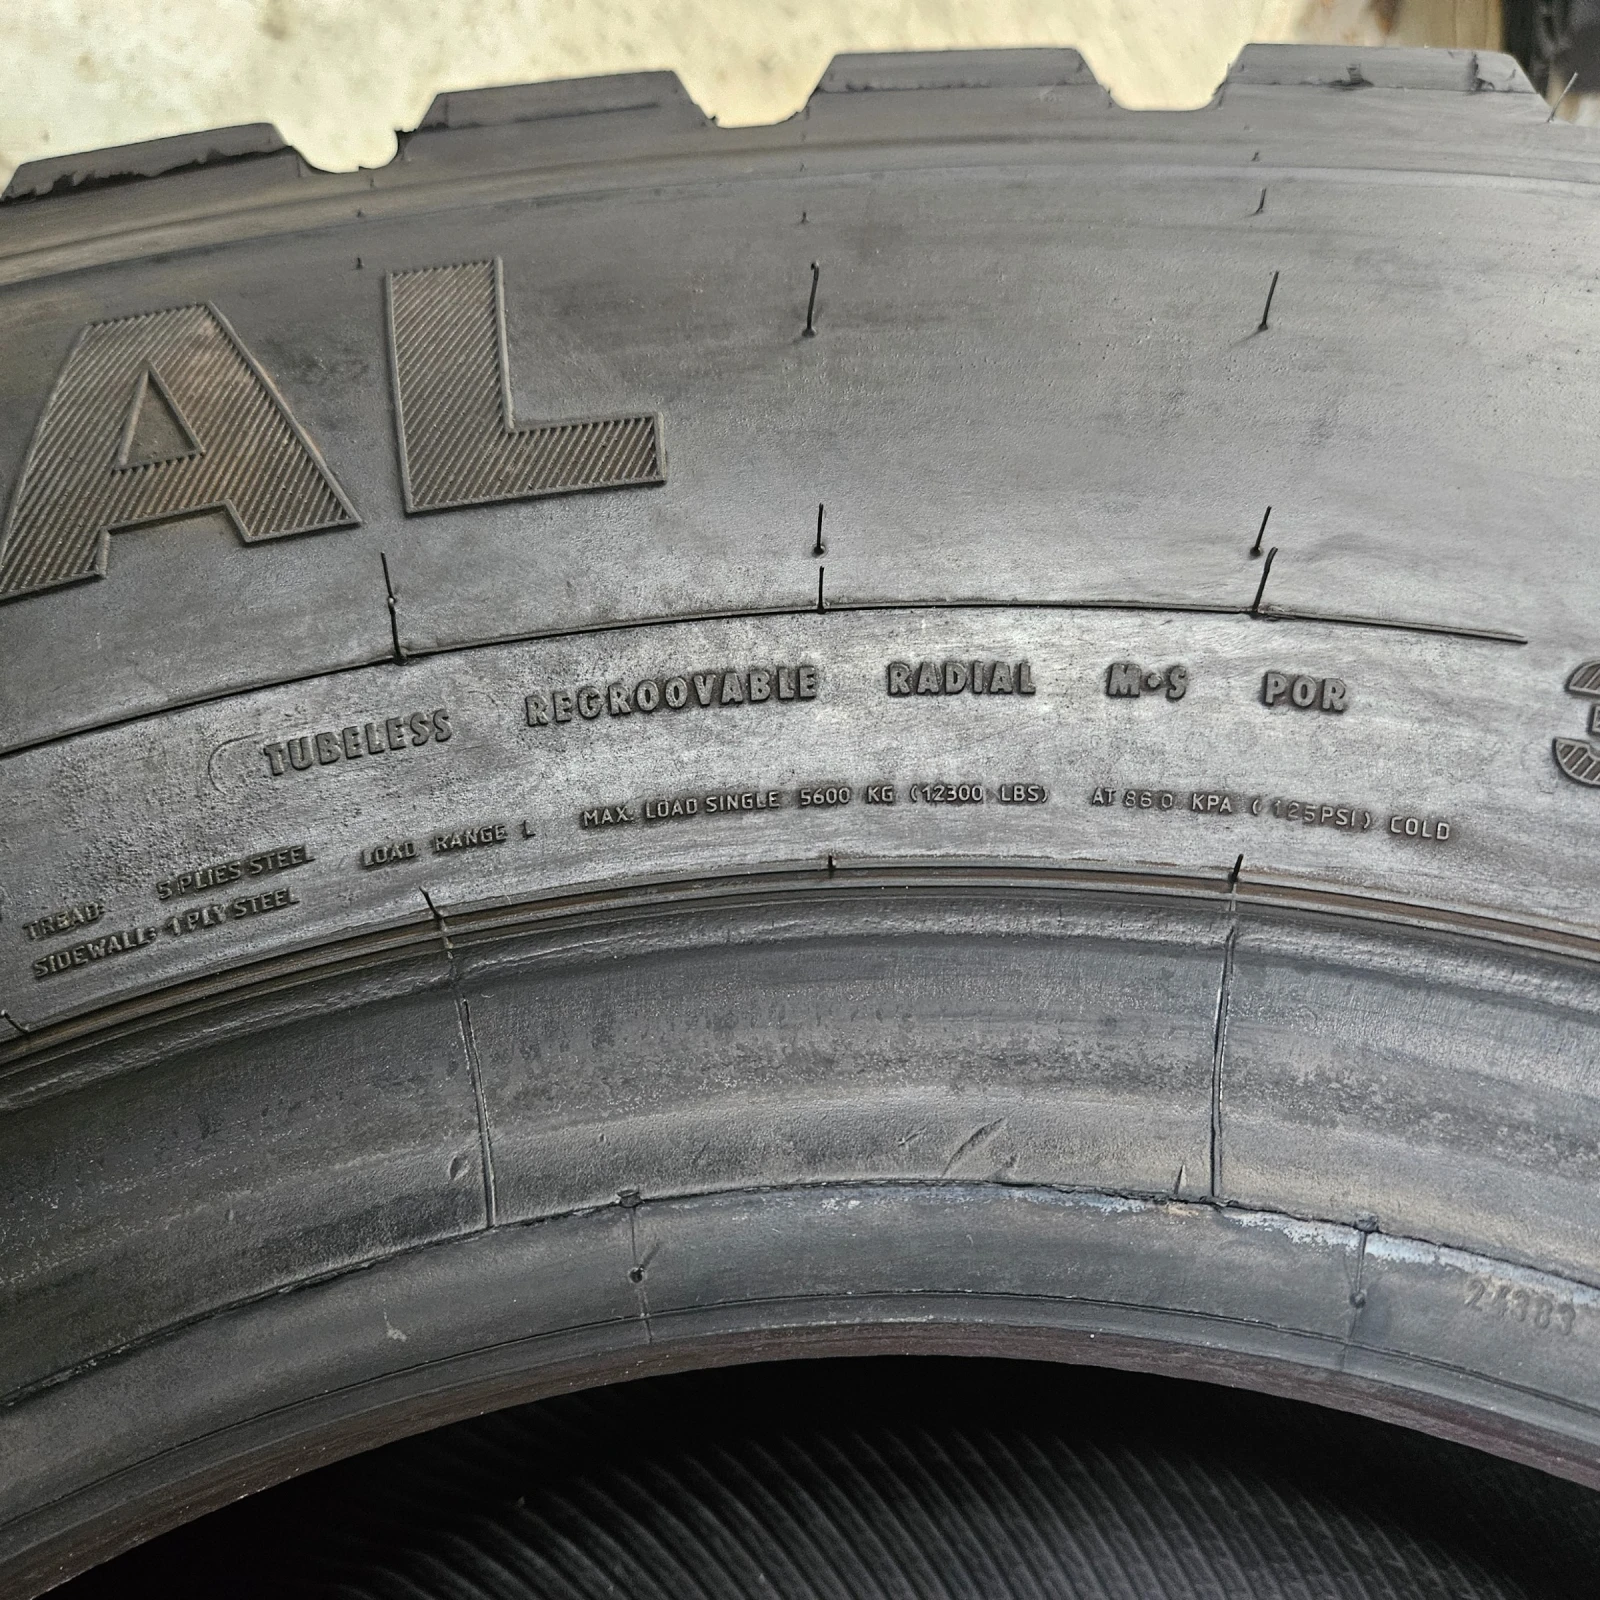 AL
TUBELESS REGROOVABLE RADIAL M•S POR
TREAD: 5 PLIES STEEL LOAD RANGE L MAX. LOAD SINGLE 5600 KG (12300 LBS) AT 860 KPA (125PSI) COLD
SIDEWALL: 1 PLY STEEL
24383